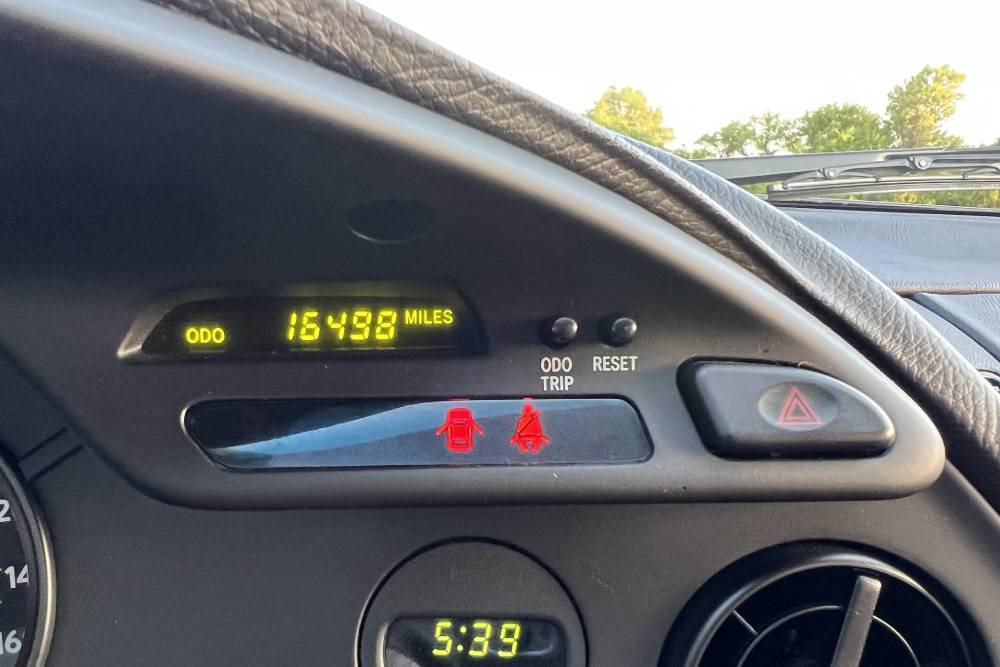 ODO 16498 MILES
ODO
TRIP
RESET
2
14
16
5:39